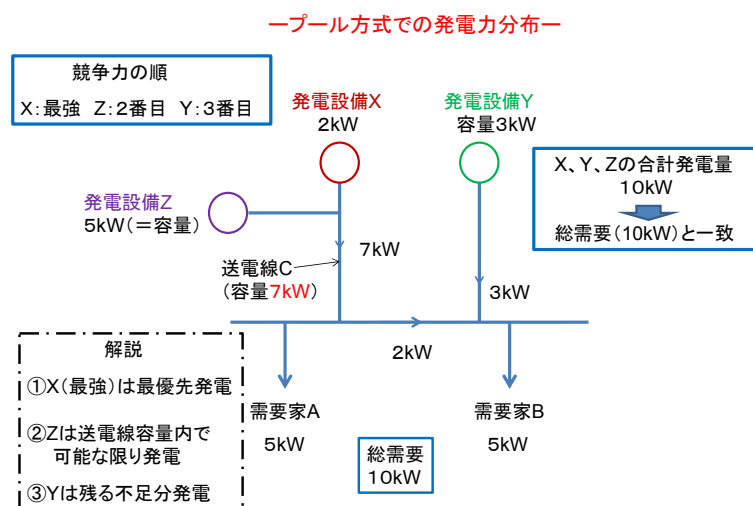 ープール方式での発電力分布ー
競争力の順
X:最強 Z:2番目 Y:3番目
発電設備X
2kW
発電設備Y
容量3kW
発電設備Z
5kW(=容量)
X、Y、Zの合計発電量
10kW
総需要(10kW)と一致
7kW
送電線C
(容量7kW)
3kW
2kW
解説
①X(最強)は最優先発電
②Zは送電線容量内で
可能な限り発電
③Yは残る不足分発電
需要家A
5kW
需要家B
5kW
総需要
10kW